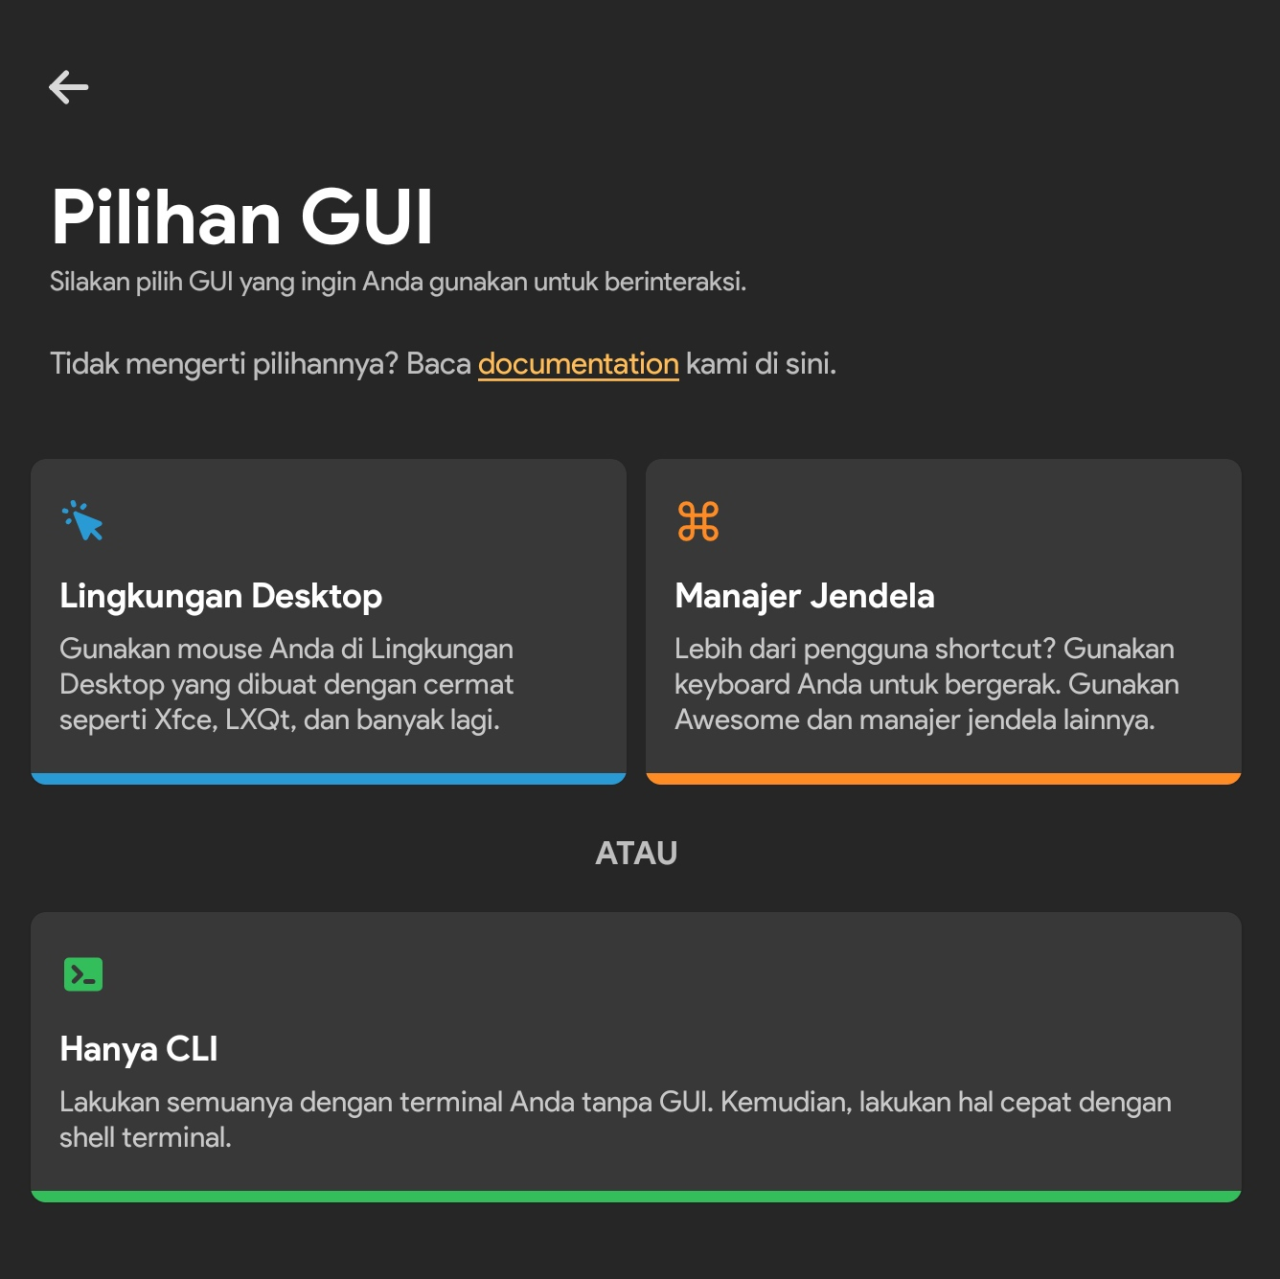 Pilihan GUI
Silakan pilih GUI yang ingin Anda gunakan untuk berinteraksi.
Tidak mengerti pilihannya? Baca documentation kami di sini.
Lingkungan Desktop
Gunakan mouse Anda di Lingkungan
Desktop yang dibuat dengan cermat
seperti Xfce, LXQt, dan banyak lagi.
Manajer Jendela
Lebih dari pengguna shortcut? Gunakan
keyboard Anda untuk bergerak. Gunakan
Awesome dan manajer jendela lainnya.
ATAU
Hanya CLI
Lakukan semuanya dengan terminal Anda tanpa GUI. Kemudian, lakukan hal cepat dengan
shell terminal.